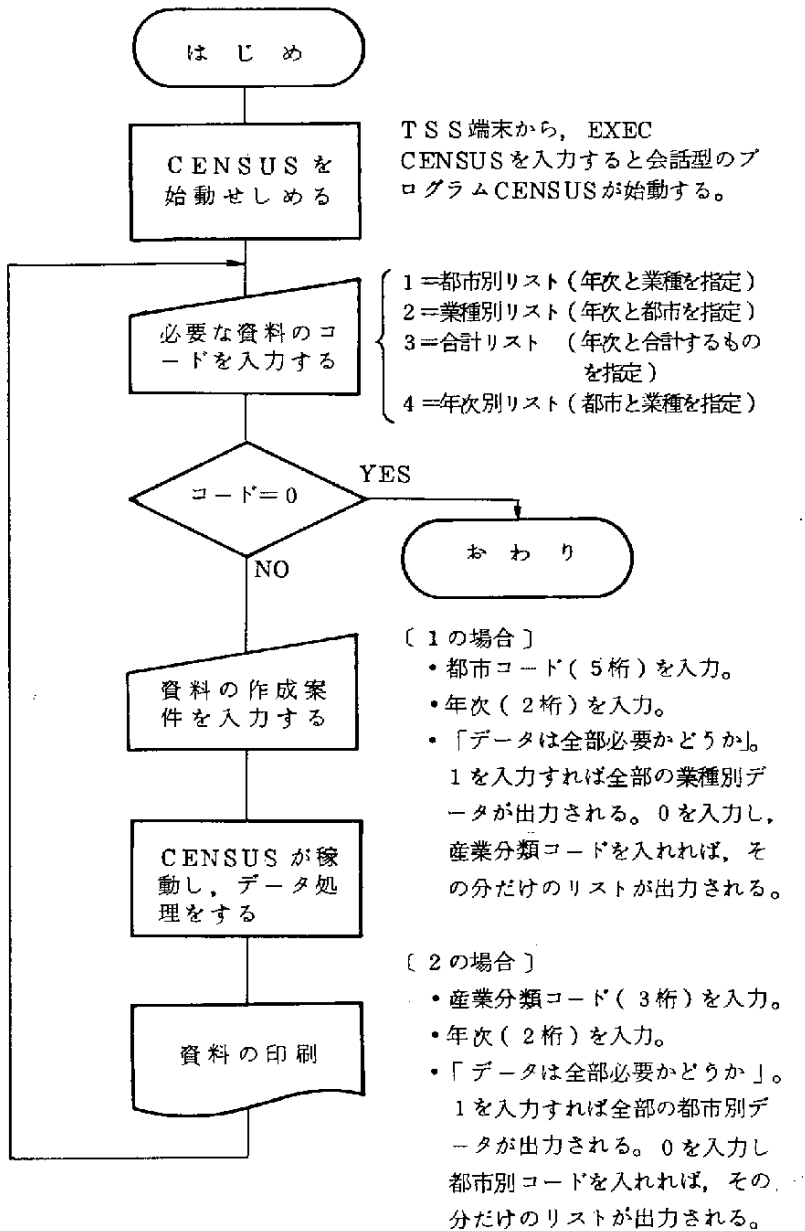 はじめ
CENSUSを
始動せしめる
TSS端末から，EXEC
CENSUSを入力すると会話型のプ
ログラムCENSUSが始動する。
必要な資料のコ
ードを入力する
1＝都市別リスト（年次と業種を指定）
2＝業種別リスト（年次と都市を指定）
3＝合計リスト （年次と合計するもの
を指定）
4＝年次別リスト（都市と業種を指定）
コード＝0
YES
おわり
NO
資料の作成案
件を入力する
CENSUSが稼
動し，データ処
理をする
資料の印刷
〔1の場合〕
・都市コード（5桁）を入力。
・年次（2桁）を入力。
・「データは全部必要かどうか」。
1を入力すれば全部の業種別デ
ータが出力される。0を入力し，
産業分類コードを入れれば，そ
の分だけのリストが出力される。
〔2の場合〕
・産業分類コード（3桁）を入力。
・年次（2桁）を入力。
・「データは全部必要かどうか」。
1を入力すれば全部の都市別デ
ータが出力される。0を入力し
都市別コードを入れれば，その
分だけのリストが出力される。